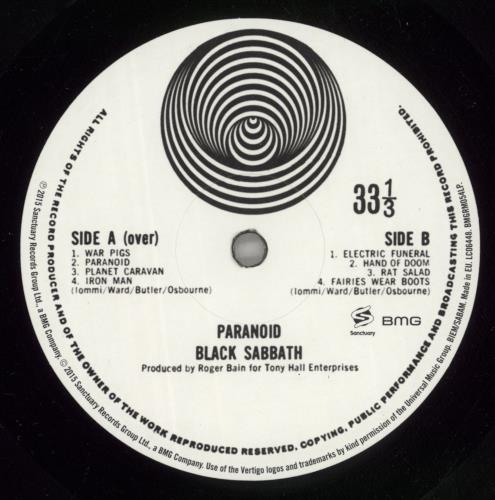 33 1/3
SIDE A (over)
1. WAR PIGS
2. PARANOID
3. PLANET CARAVAN
4. IRON MAN
(Iommi/Ward/Butler/Osbourne)
SIDE B
1. ELECTRIC FUNERAL
2. HAND OF DOOM
3. RAT SALAD
4. FAIRIES WEAR BOOTS
(Iommi/Ward/Butler/Osbourne)
S
Sanctuary
BMG
PARANOID
BLACK SABBATH
Produced by Roger Bain for Tony Hall Enterprises
ALL RIGHTS OF THE RECORD PRODUCER AND OF THE OWNER OF THE WORK REPRODUCED RESERVED. COPYING, PUBLIC PERFORMANCE AND BROADCASTING THIS RECORD PROHIBITED.
℗2015 Sanctuary Records Group Ltd., a BMG Company. ©2015 Sanctuary Records Group Ltd., a BMG Company. Use of the Vertigo logos and trademarks by kind permission of the Universal Music Group. BIEM/SABAM. Made in EU. LC06448. BMGRM054LP.